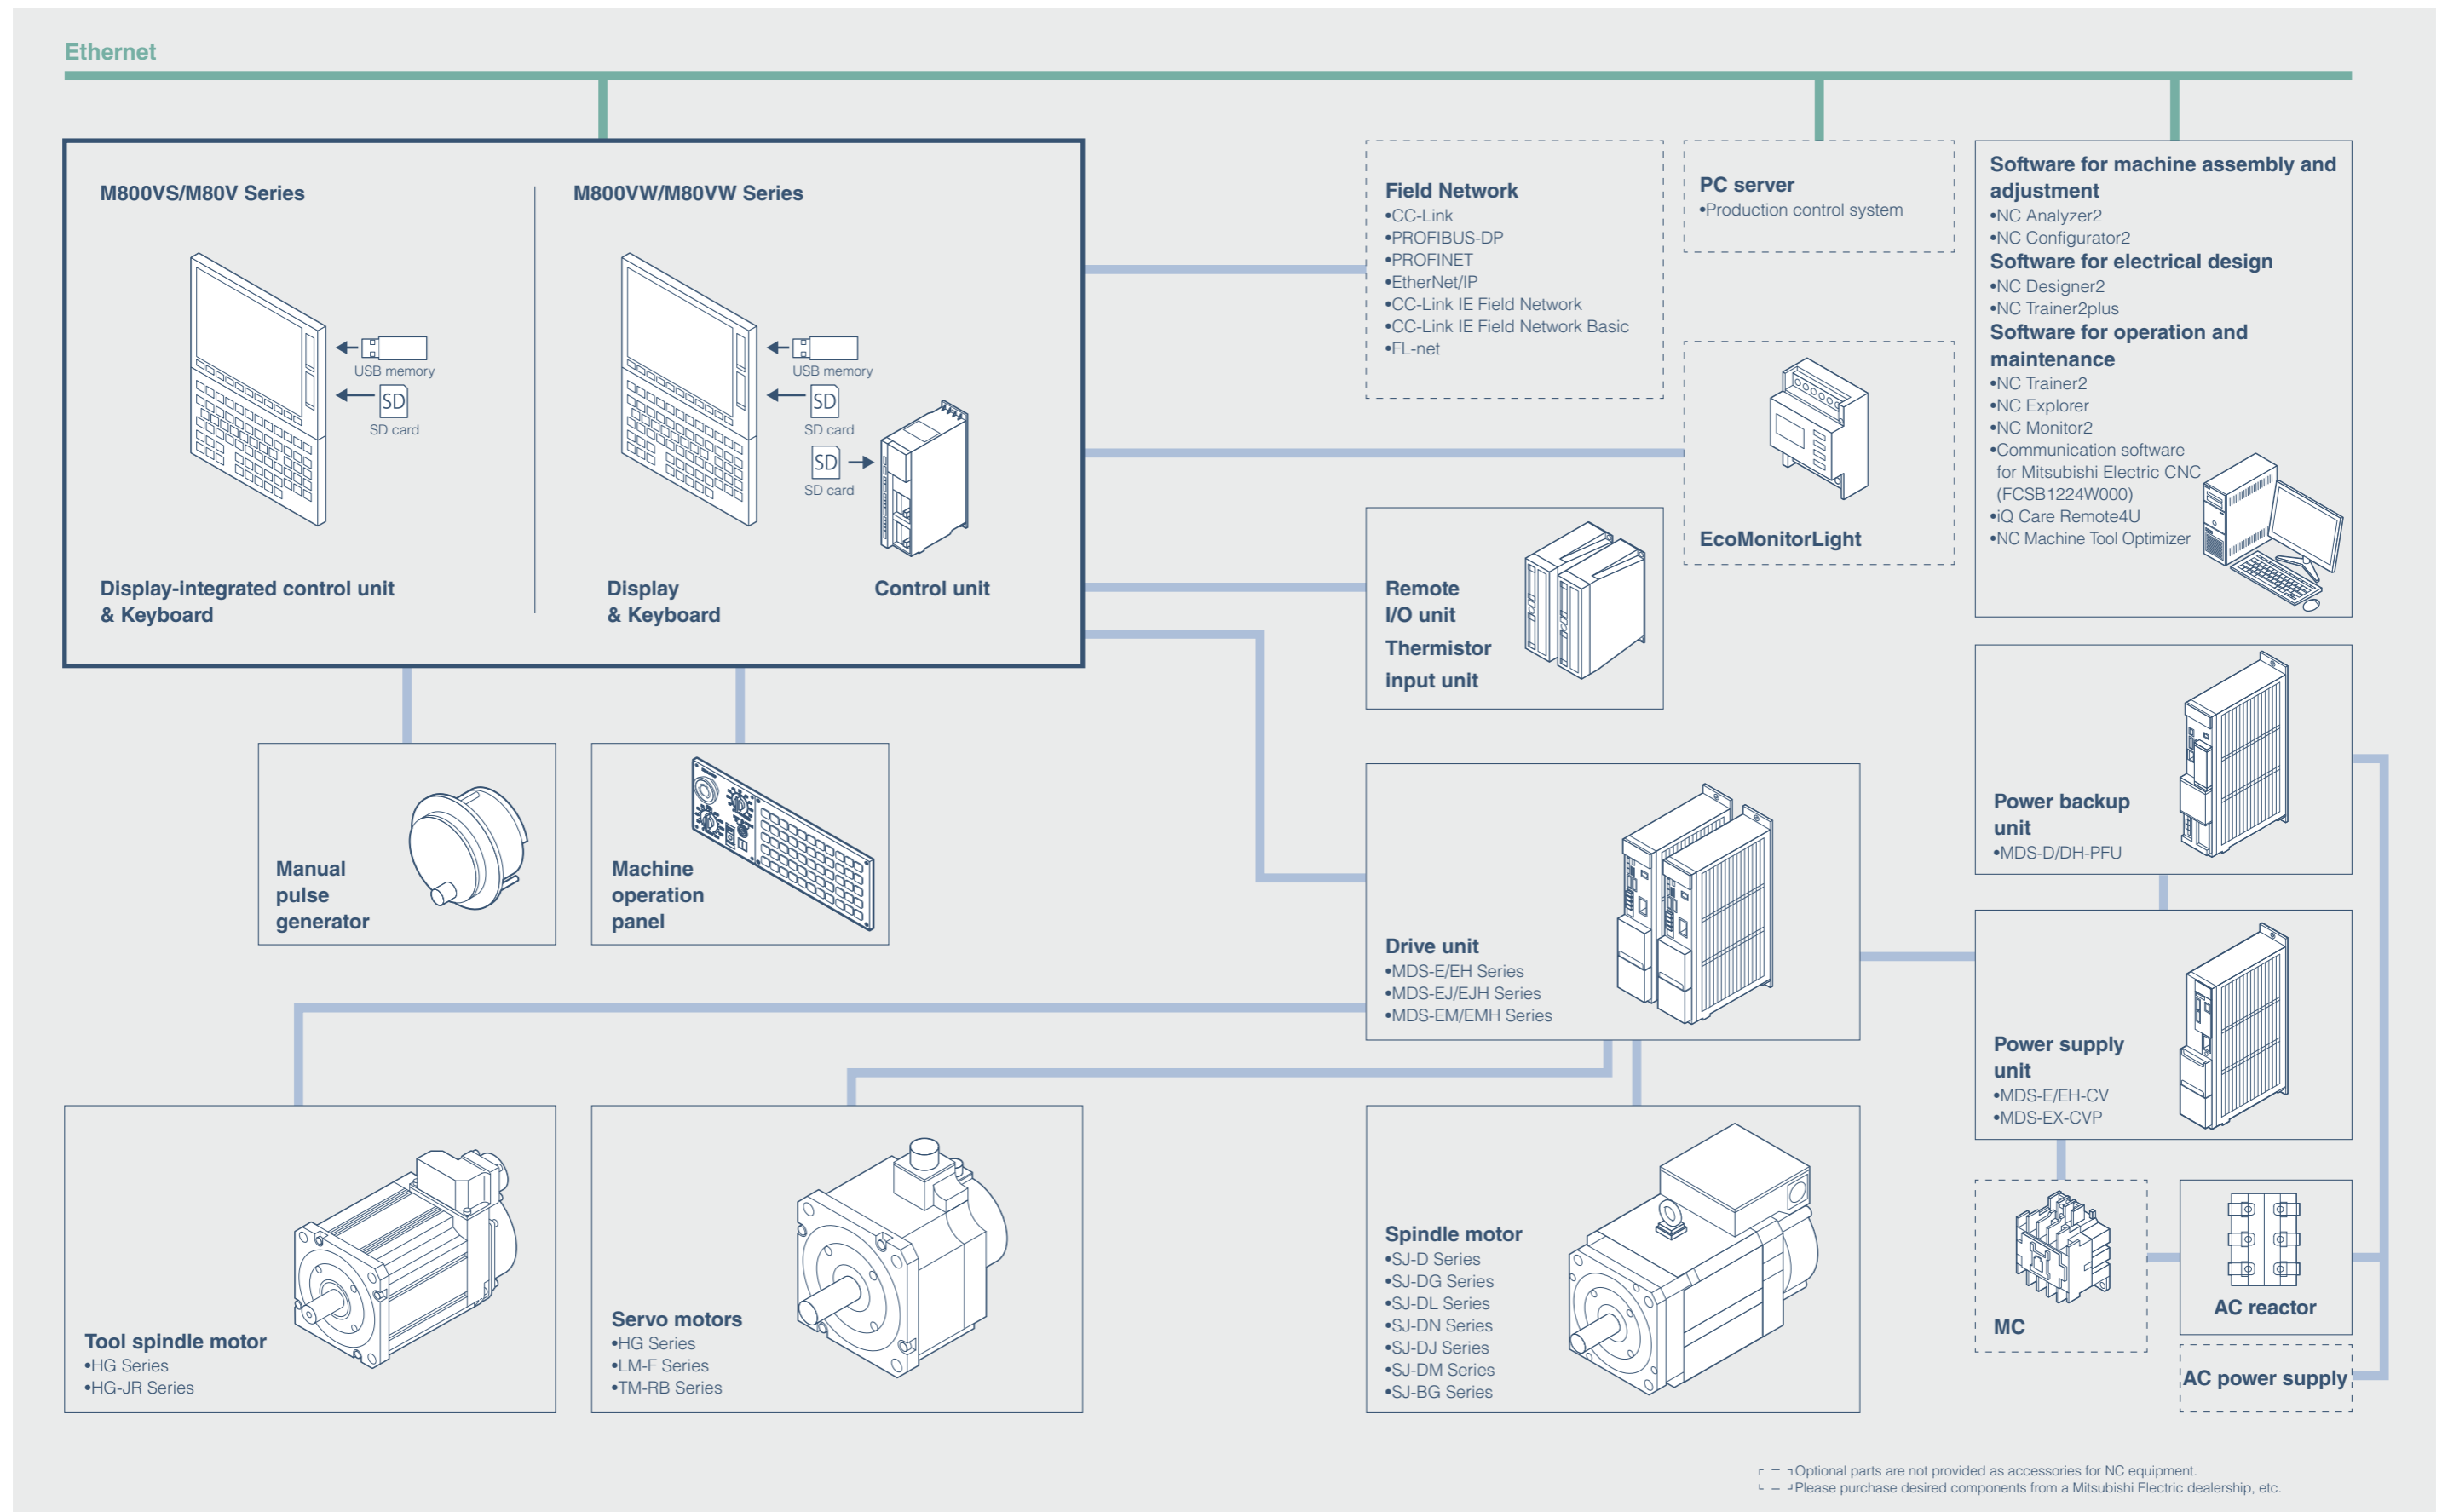 Ethernet
M800VS/M80V Series
USB memory
SD
SD card
Display-integrated control unit
& Keyboard
M800VW/M80VW Series
USB memory
SD
SD card
SD
SD card
Display
& Keyboard
Control unit
Field Network
•CC-Link
•PROFIBUS-DP
•PROFINET
•EtherNet/IP
•CC-Link IE Field Network
•CC-Link IE Field Network Basic
•FL-net
PC server
•Production control system
Software for machine assembly and
adjustment
•NC Analyzer2
•NC Configurator2
Software for electrical design
•NC Designer2
•NC Trainer2plus
Software for operation and
maintenance
•NC Trainer2
•NC Explorer
•NC Monitor2
•Communication software
for Mitsubishi Electric CNC
(FCSB1224W000)
•iQ Care Remote4U
•NC Machine Tool Optimizer
EcoMonitorLight
Remote
I/O unit
Thermistor
input unit
Manual
pulse
generator
Machine
operation
panel
Drive unit
•MDS-E/EH Series
•MDS-EJ/EJH Series
•MDS-EM/EMH Series
Power backup
unit
•MDS-D/DH-PFU
Power supply
unit
•MDS-E/EH-CV
•MDS-EX-CVP
Tool spindle motor
•HG Series
•HG-JR Series
Servo motors
•HG Series
•LM-F Series
•TM-RB Series
Spindle motor
•SJ-D Series
•SJ-DG Series
•SJ-DL Series
•SJ-DN Series
•SJ-DJ Series
•SJ-DM Series
•SJ-BG Series
MC
AC reactor
AC power supply
Optional parts are not provided as accessories for NC equipment.
Please purchase desired components from a Mitsubishi Electric dealership, etc.